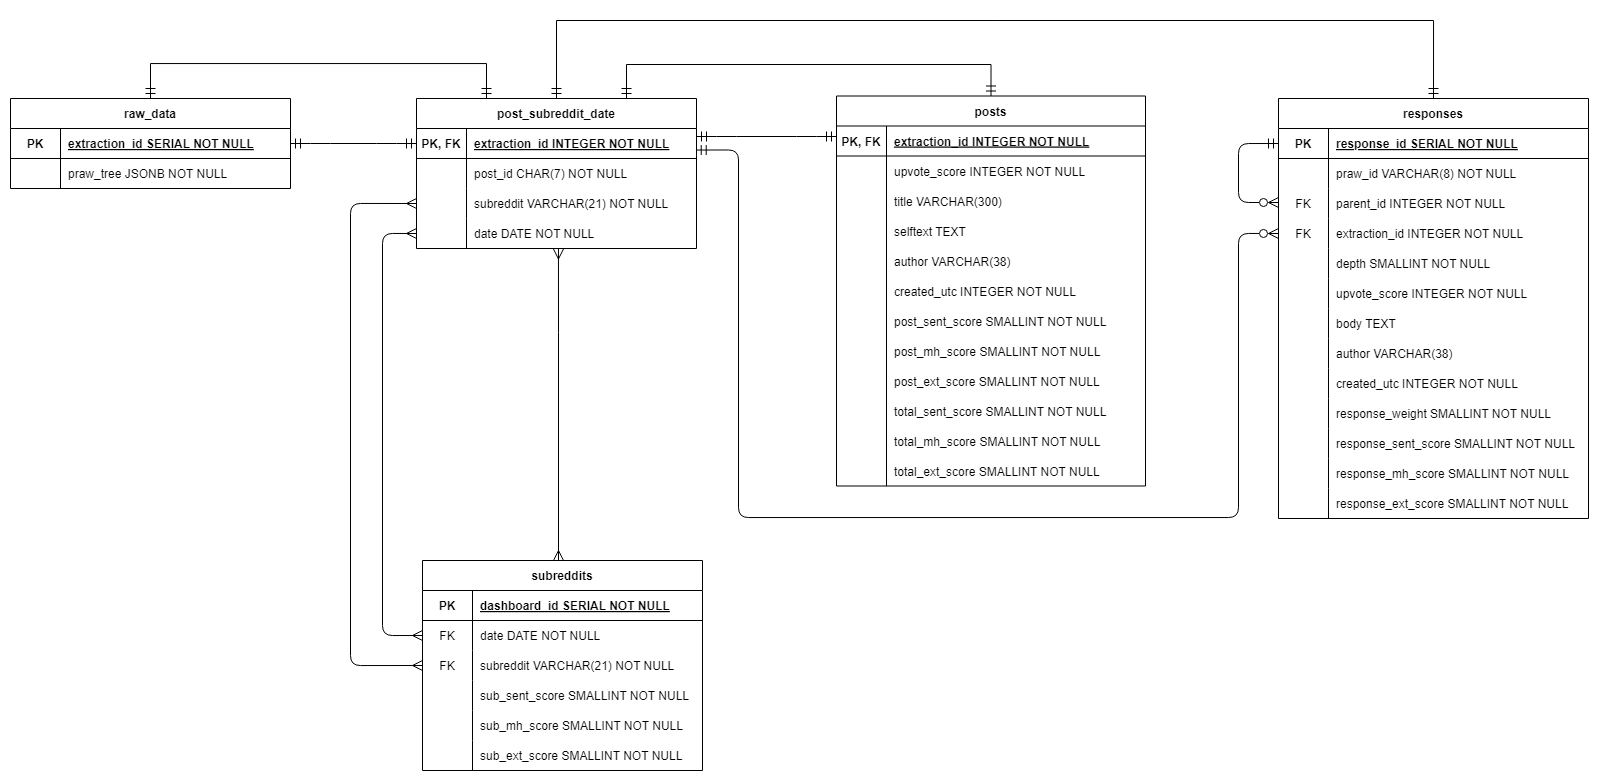 raw_data
PK extraction_id SERIAL NOT NULL
praw_tree JSONB NOT NULL
post_subreddit_date
PK, FK extraction_id INTEGER NOT NULL
post_id CHAR(7) NOT NULL
subreddit VARCHAR(21) NOT NULL
date DATE NOT NULL
posts
PK, FK extraction_id INTEGER NOT NULL
upvote_score INTEGER NOT NULL
title VARCHAR(300)
selftext TEXT
author VARCHAR(38)
created_utc INTEGER NOT NULL
post_sent_score SMALLINT NOT NULL
post_mh_score SMALLINT NOT NULL
post_ext_score SMALLINT NOT NULL
total_sent_score SMALLINT NOT NULL
total_mh_score SMALLINT NOT NULL
total_ext_score SMALLINT NOT NULL
responses
PK response_id SERIAL NOT NULL
praw_id VARCHAR(8) NOT NULL
FK parent_id INTEGER NOT NULL
FK extraction_id INTEGER NOT NULL
depth SMALLINT NOT NULL
upvote_score INTEGER NOT NULL
body TEXT
author VARCHAR(38)
created_utc INTEGER NOT NULL
response_weight SMALLINT NOT NULL
response_sent_score SMALLINT NOT NULL
response_mh_score SMALLINT NOT NULL
response_ext_score SMALLINT NOT NULL
subreddits
PK dashboard_id SERIAL NOT NULL
FK date DATE NOT NULL
FK subreddit VARCHAR(21) NOT NULL
sub_sent_score SMALLINT NOT NULL
sub_mh_score SMALLINT NOT NULL
sub_ext_score SMALLINT NOT NULL